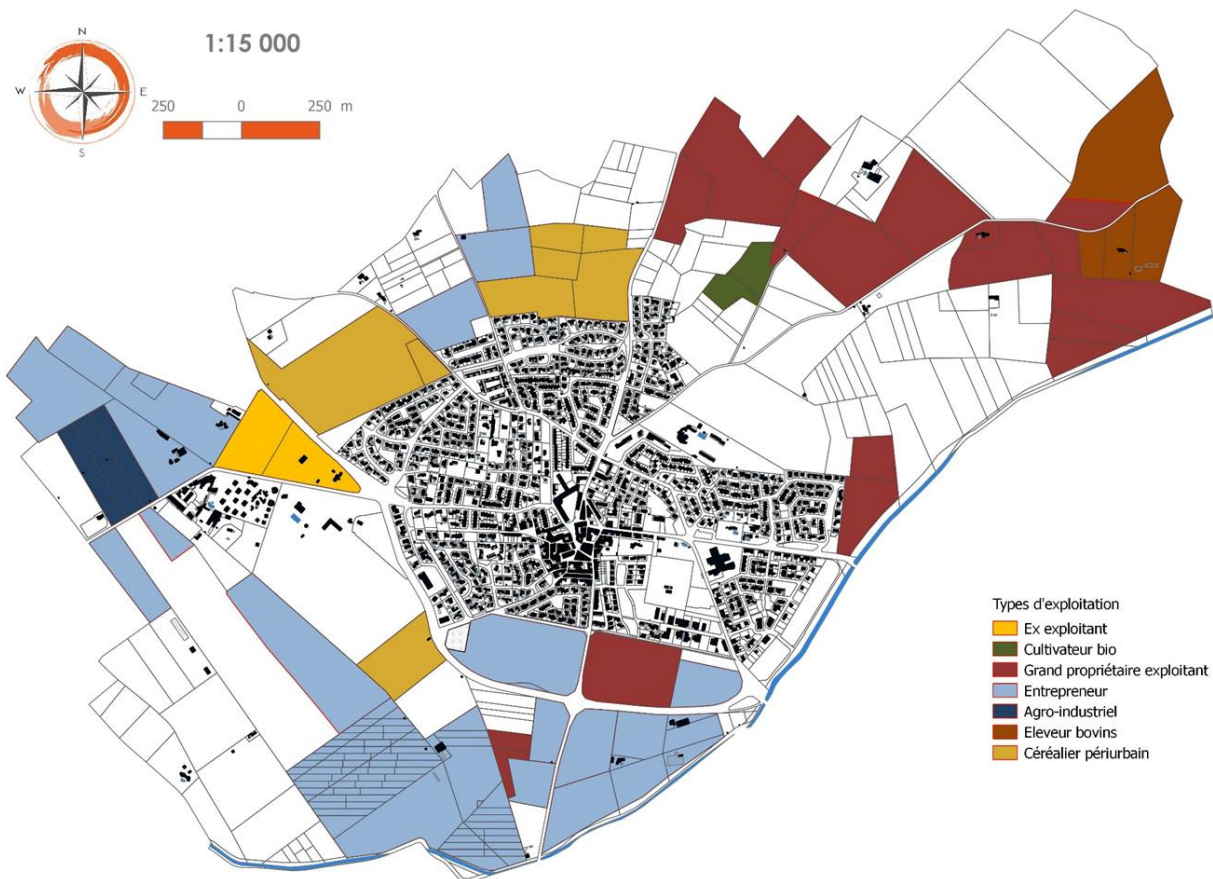 N
W
E
S
1:15 000
250 0 250 m
Types d'exploitation
Ex exploitant
Cultivateur bio
Grand propriétaire exploitant
Entrepreneur
Agro-industriel
Eleveur bovins
Céréalier périurbain